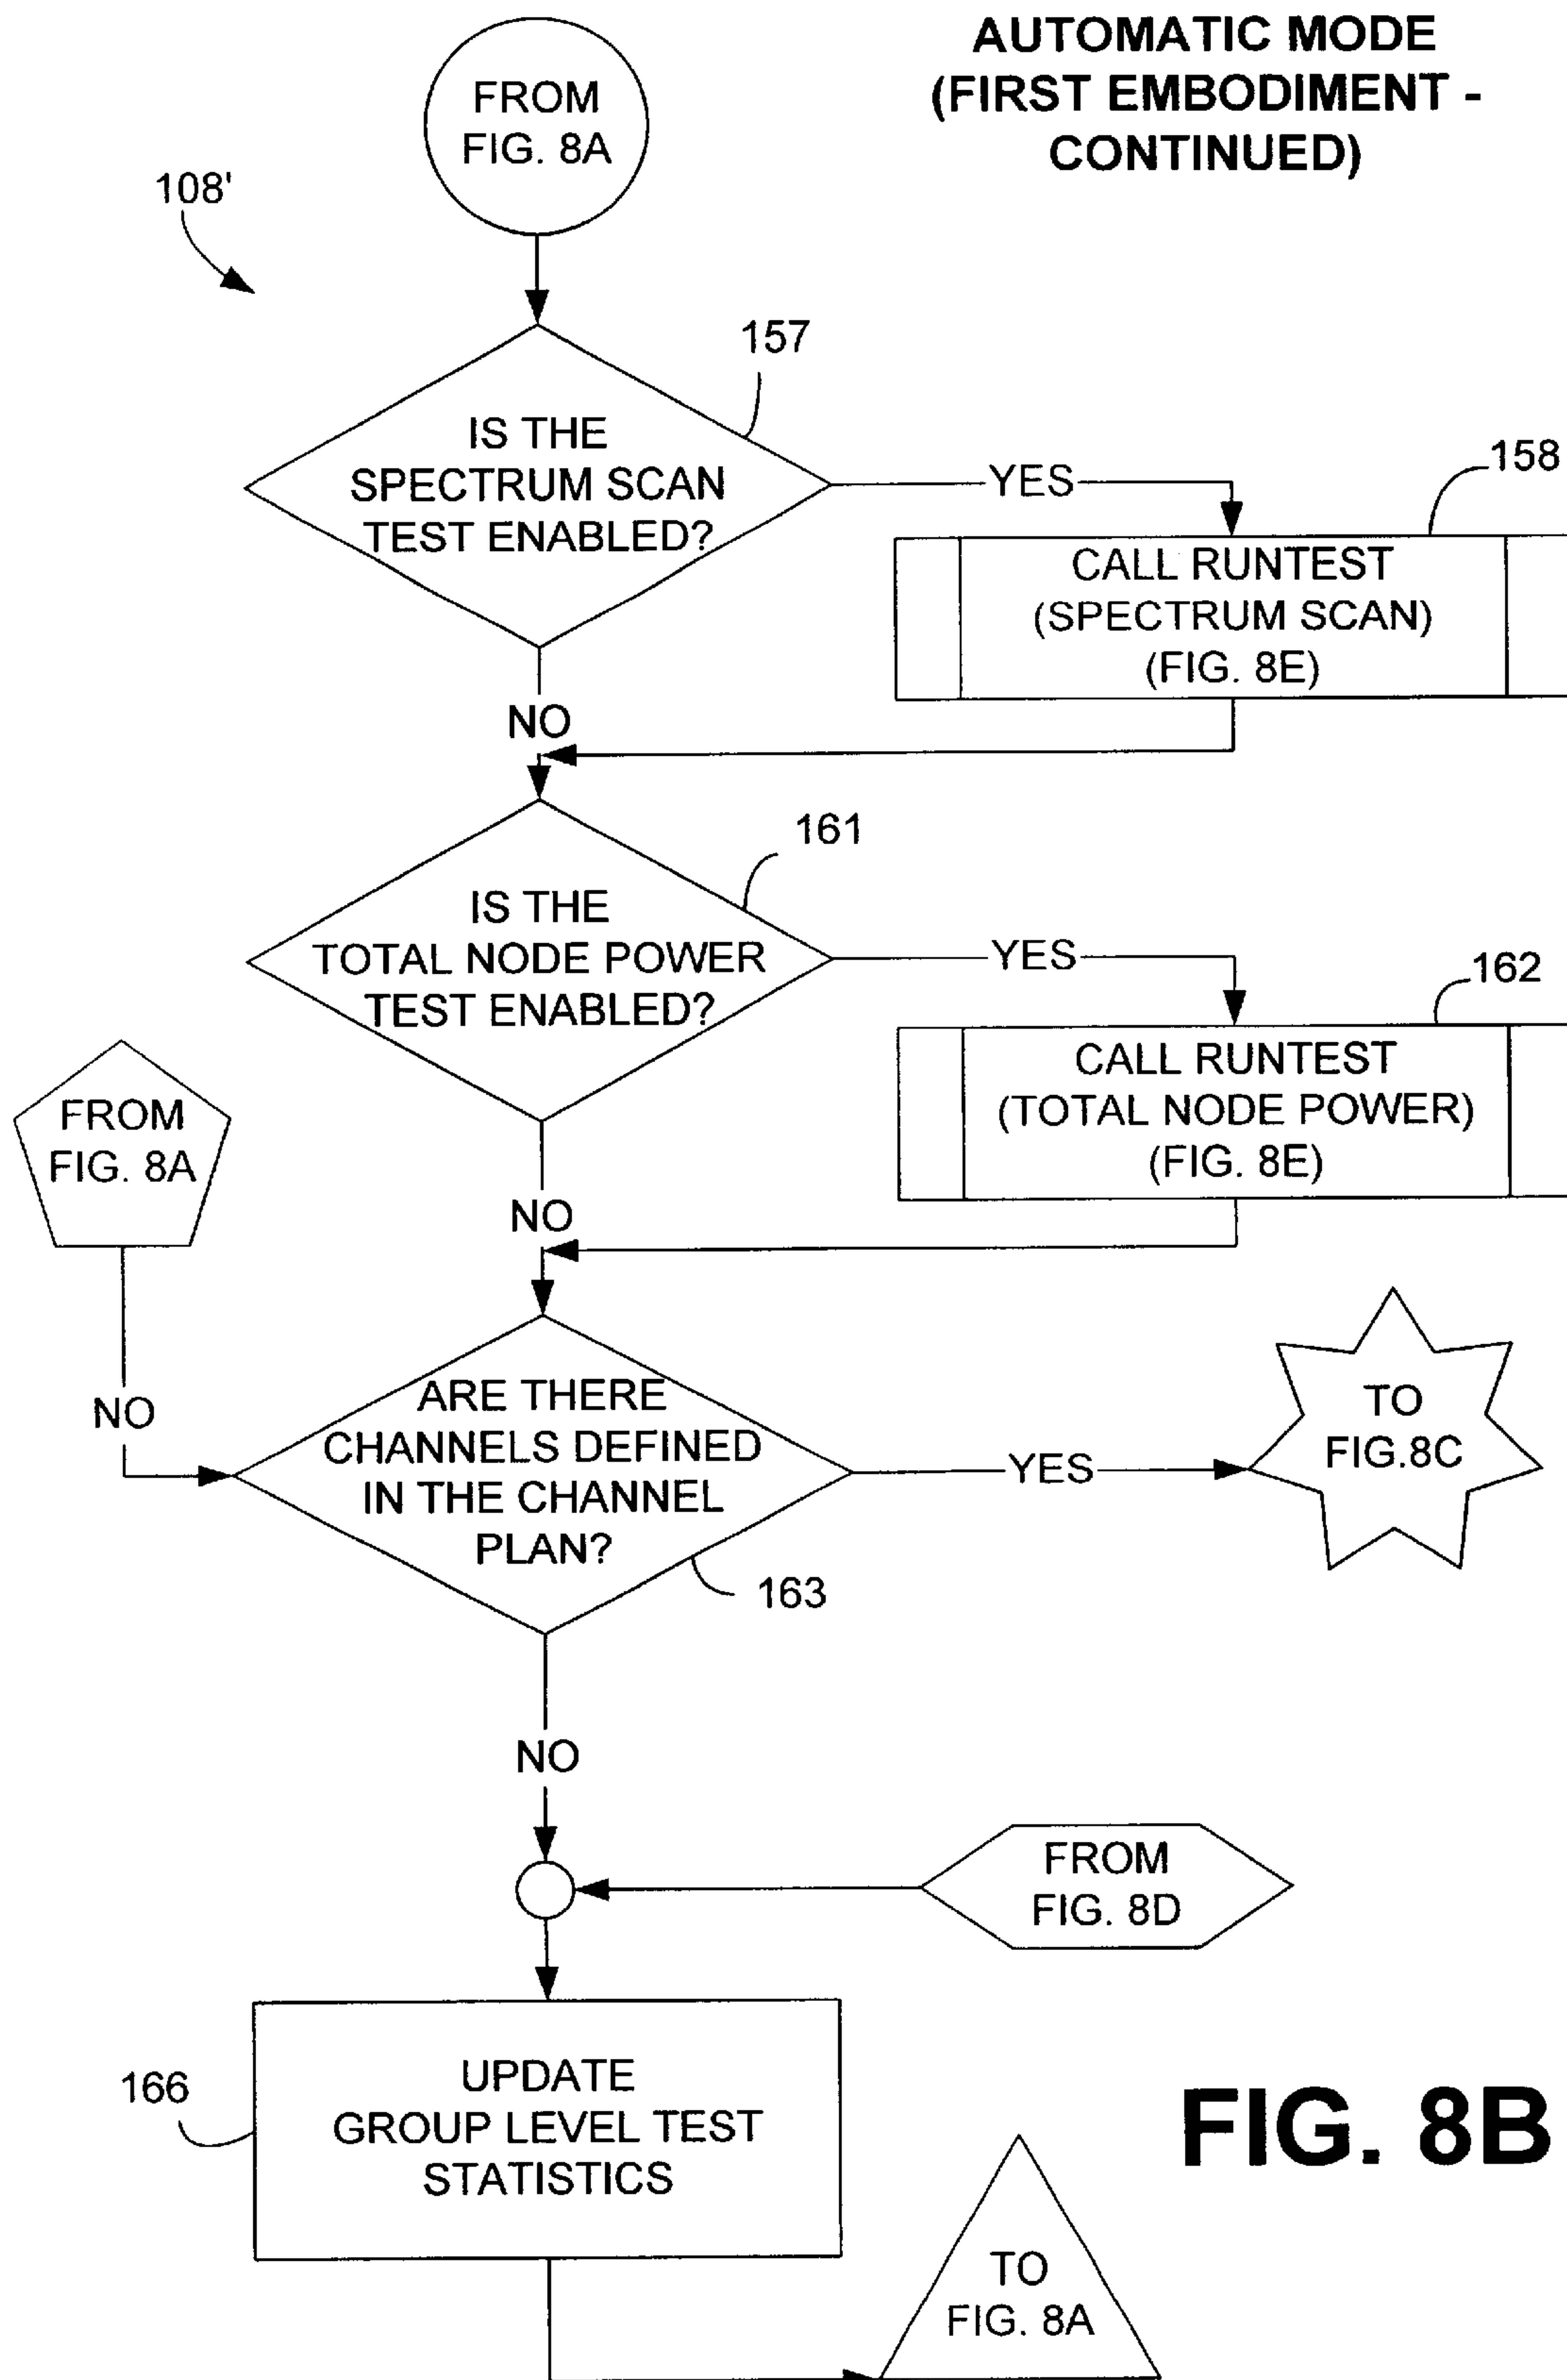 AUTOMATIC MODE
(FIRST EMBODIMENT -
CONTINUED)
FROM
FIG. 8A
108'
157
IS THE
SPECTRUM SCAN
TEST ENABLED?
YES
158
CALL RUNTEST
(SPECTRUM SCAN)
(FIG. 8E)
NO
161
IS THE
TOTAL NODE POWER
TEST ENABLED?
YES
162
CALL RUNTEST
(TOTAL NODE POWER)
(FIG. 8E)
NO
FROM
FIG. 8A
NO
ARE THERE
CHANNELS DEFINED
IN THE CHANNEL
PLAN?
163
YES
TO
FIG.8C
NO
FROM
FIG. 8D
166
UPDATE
GROUP LEVEL TEST
STATISTICS
TO
FIG. 8A
FIG. 8B